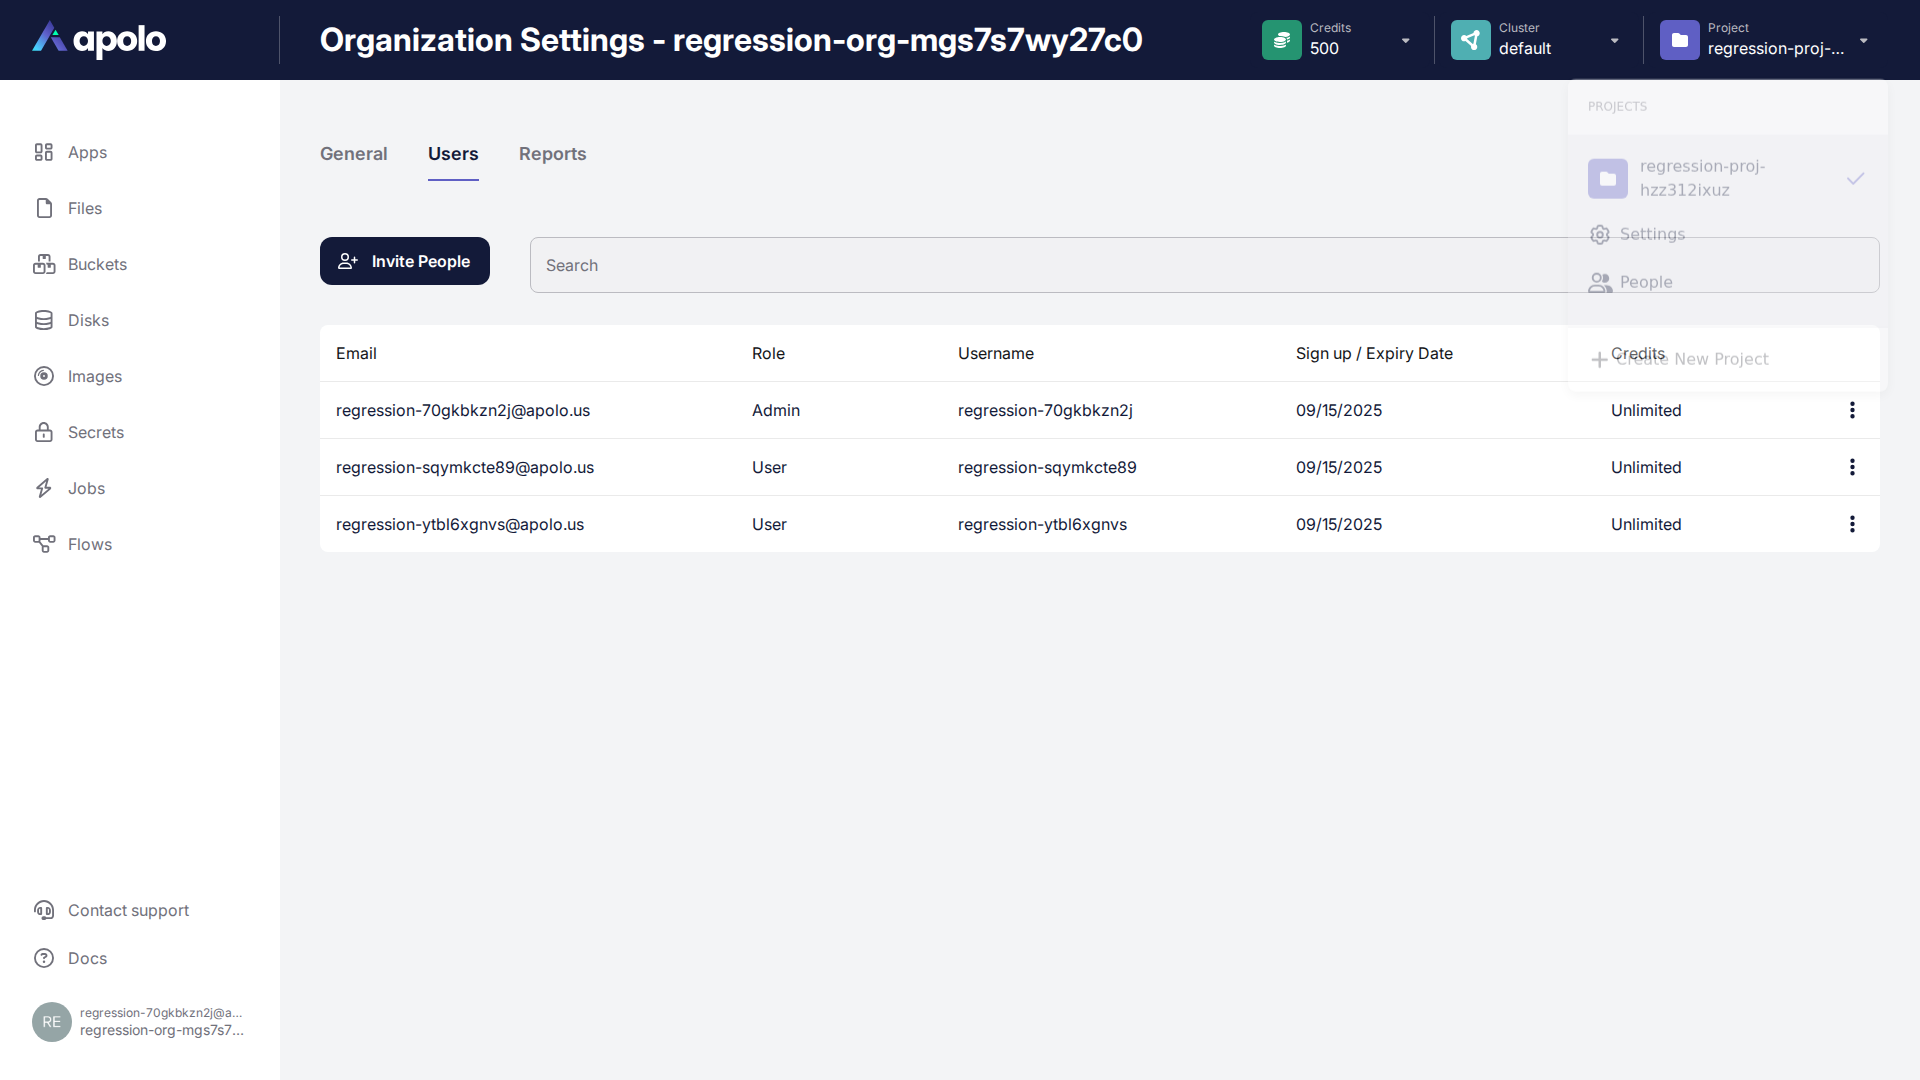 apolo
Organization Settings - regression-org-mgs7s7wy27c0
Credits
500
Cluster
default
Project
regression-proj-...
PROJECTS
regression-proj-
hzz312ixuz
Settings
People
Create New Project
Apps
Files
Buckets
Disks
Images
Secrets
Jobs
Flows
General Users Reports
Invite People
Search
Email Role Username Sign up / Expiry Date Credits
regression-70gkbkzn2j@apolo.us Admin regression-70gkbkzn2j 09/15/2025 Unlimited
regression-sqymkcte89@apolo.us User regression-sqymkcte89 09/15/2025 Unlimited
regression-ytbl6xgnvs@apolo.us User regression-ytbl6xgnvs 09/15/2025 Unlimited
Contact support
Docs
RE
regression-70gkbkzn2j@a...
regression-org-mgs7s7...